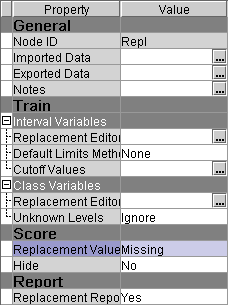 Property Value
General
Node ID Repl
Imported Data ...
Exported Data ...
Notes ...
Train
Interval Variables
Replacement Editor ...
Default Limits Meth None
Cutoff Values ...
Class Variables
Replacement Editor ...
Unknown Levels Ignore
Score
Replacement Value Missing
Hide No
Report
Replacement Repo Yes